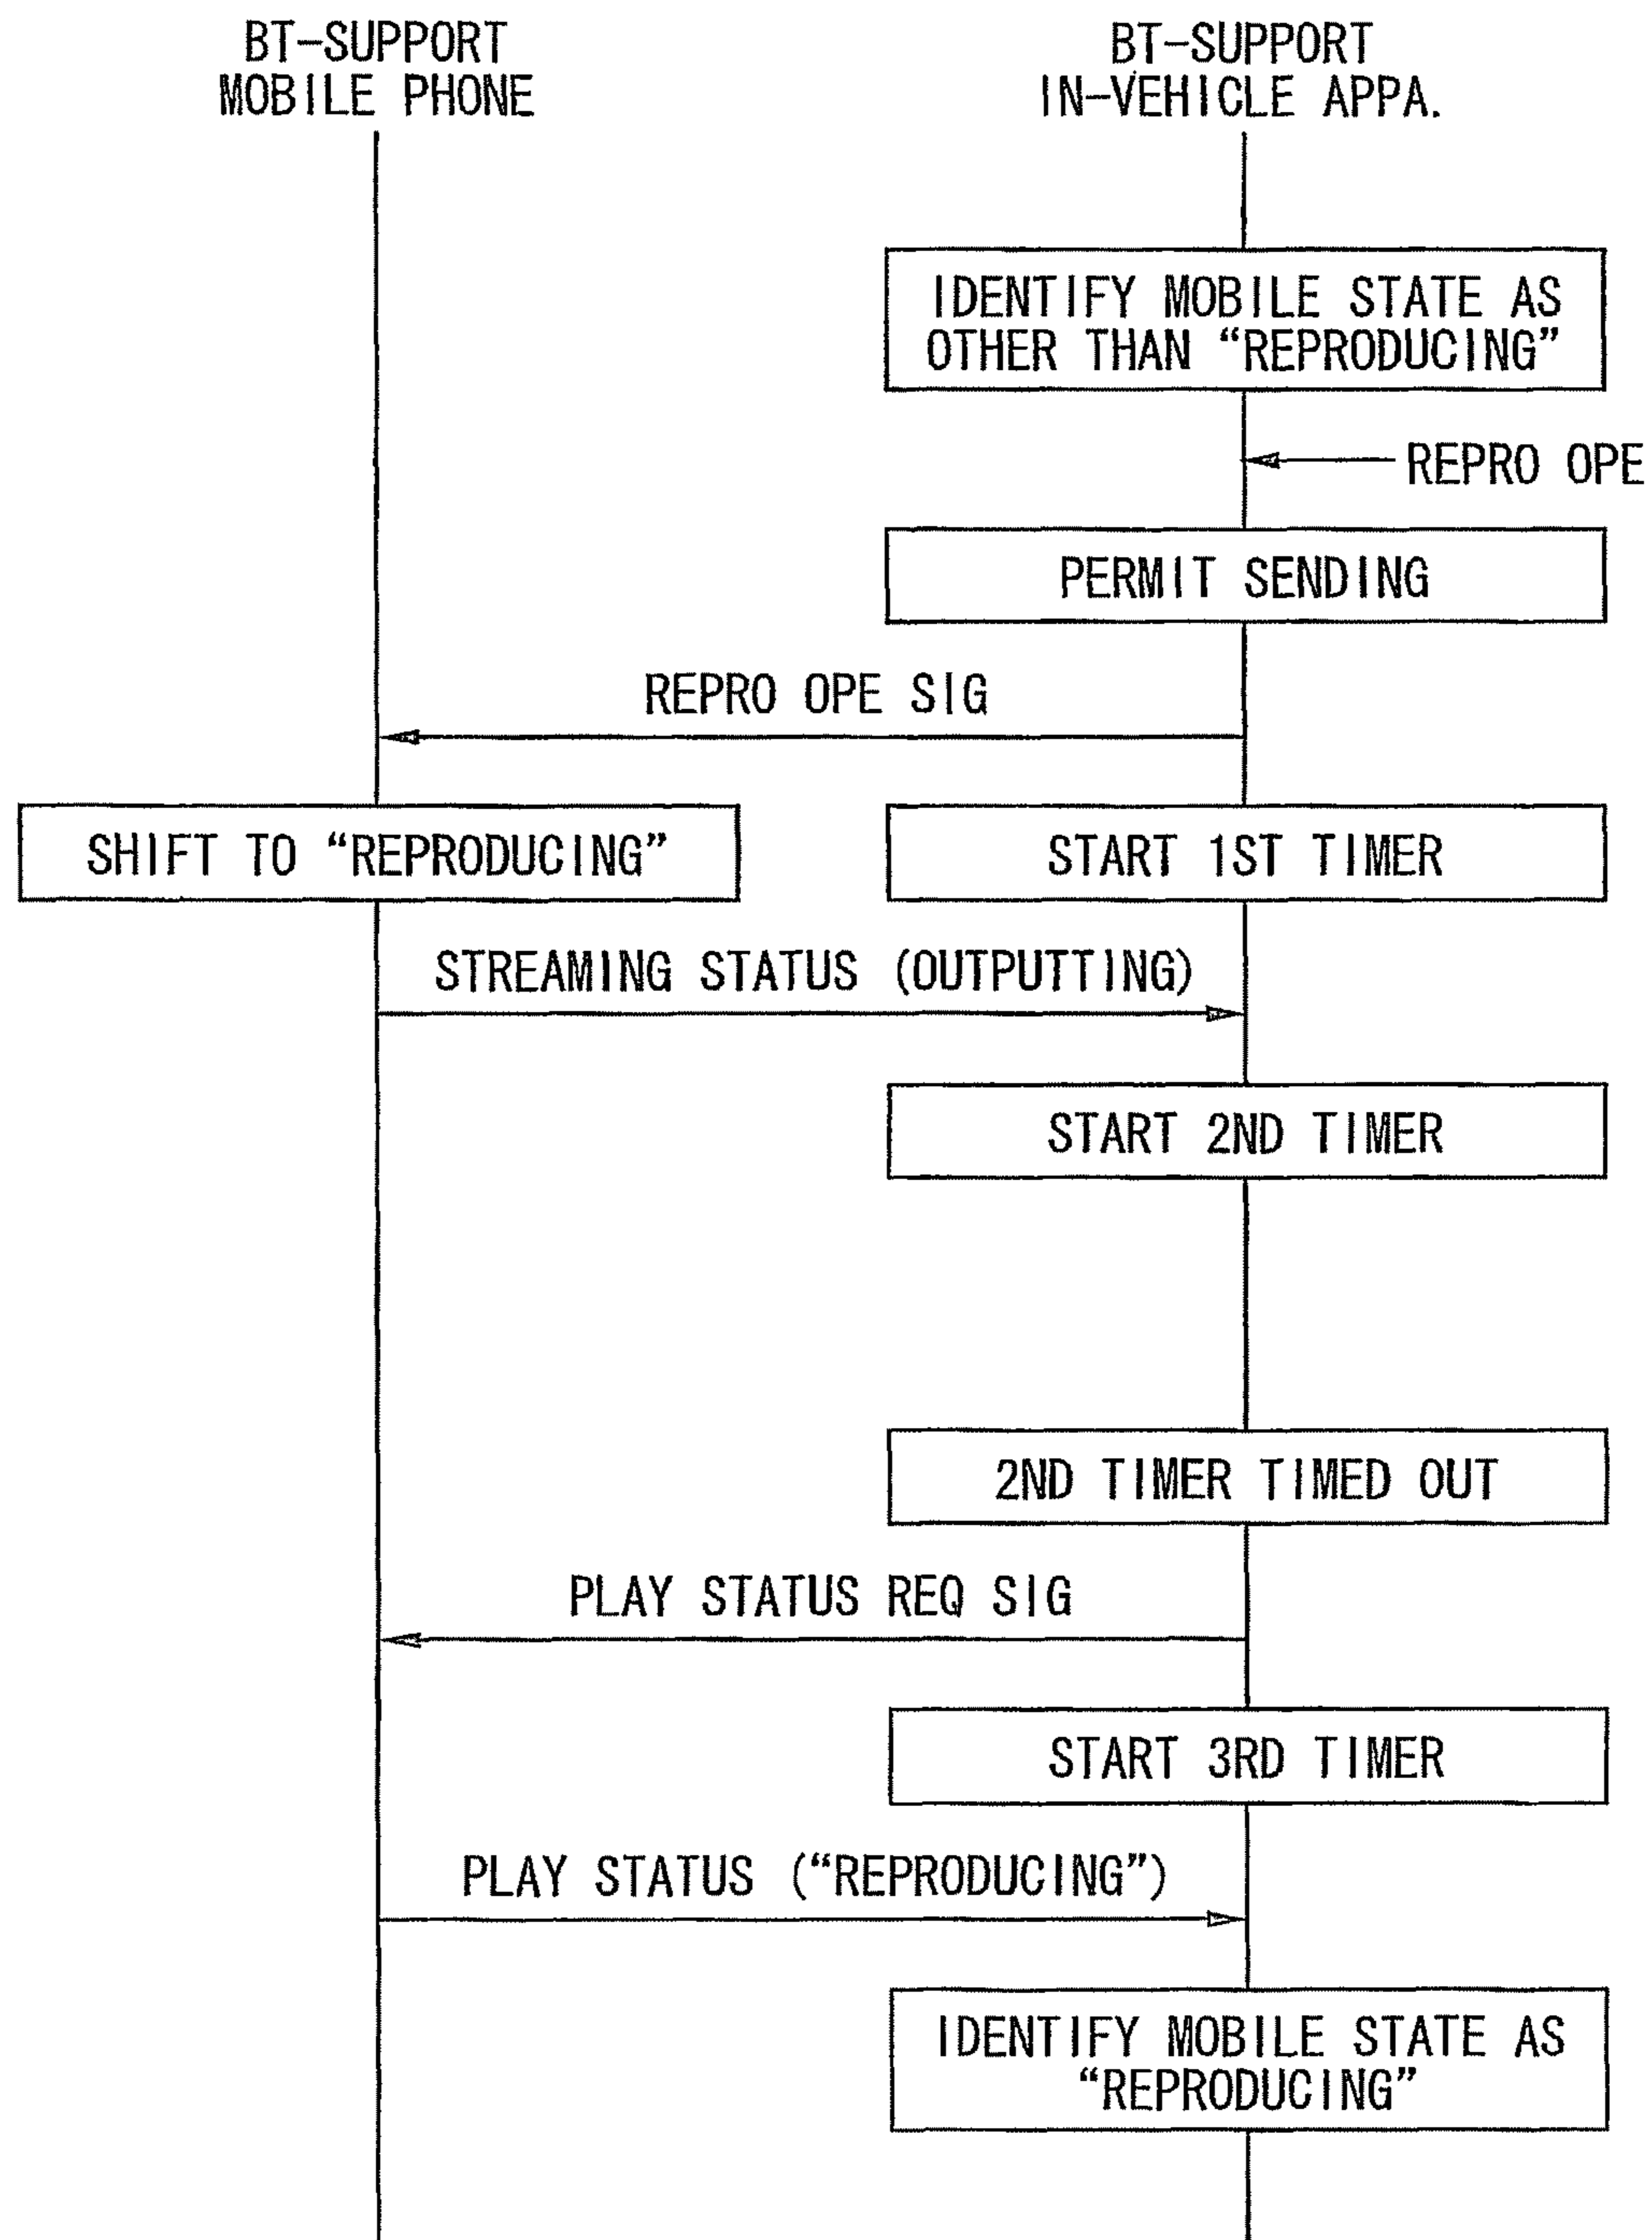 BT-SUPPORT
MOBILE PHONE
BT-SUPPORT
IN-VEHICLE APPA.
IDENTIFY MOBILE STATE AS
OTHER THAN “REPRODUCING”
REPRO OPE
PERMIT SENDING
REPRO OPE SIG
SHIFT TO “REPRODUCING”
START 1ST TIMER
STREAMING STATUS (OUTPUTTING)
START 2ND TIMER
2ND TIMER TIMED OUT
PLAY STATUS REQ SIG
START 3RD TIMER
PLAY STATUS (“REPRODUCING”)
IDENTIFY MOBILE STATE AS
“REPRODUCING”